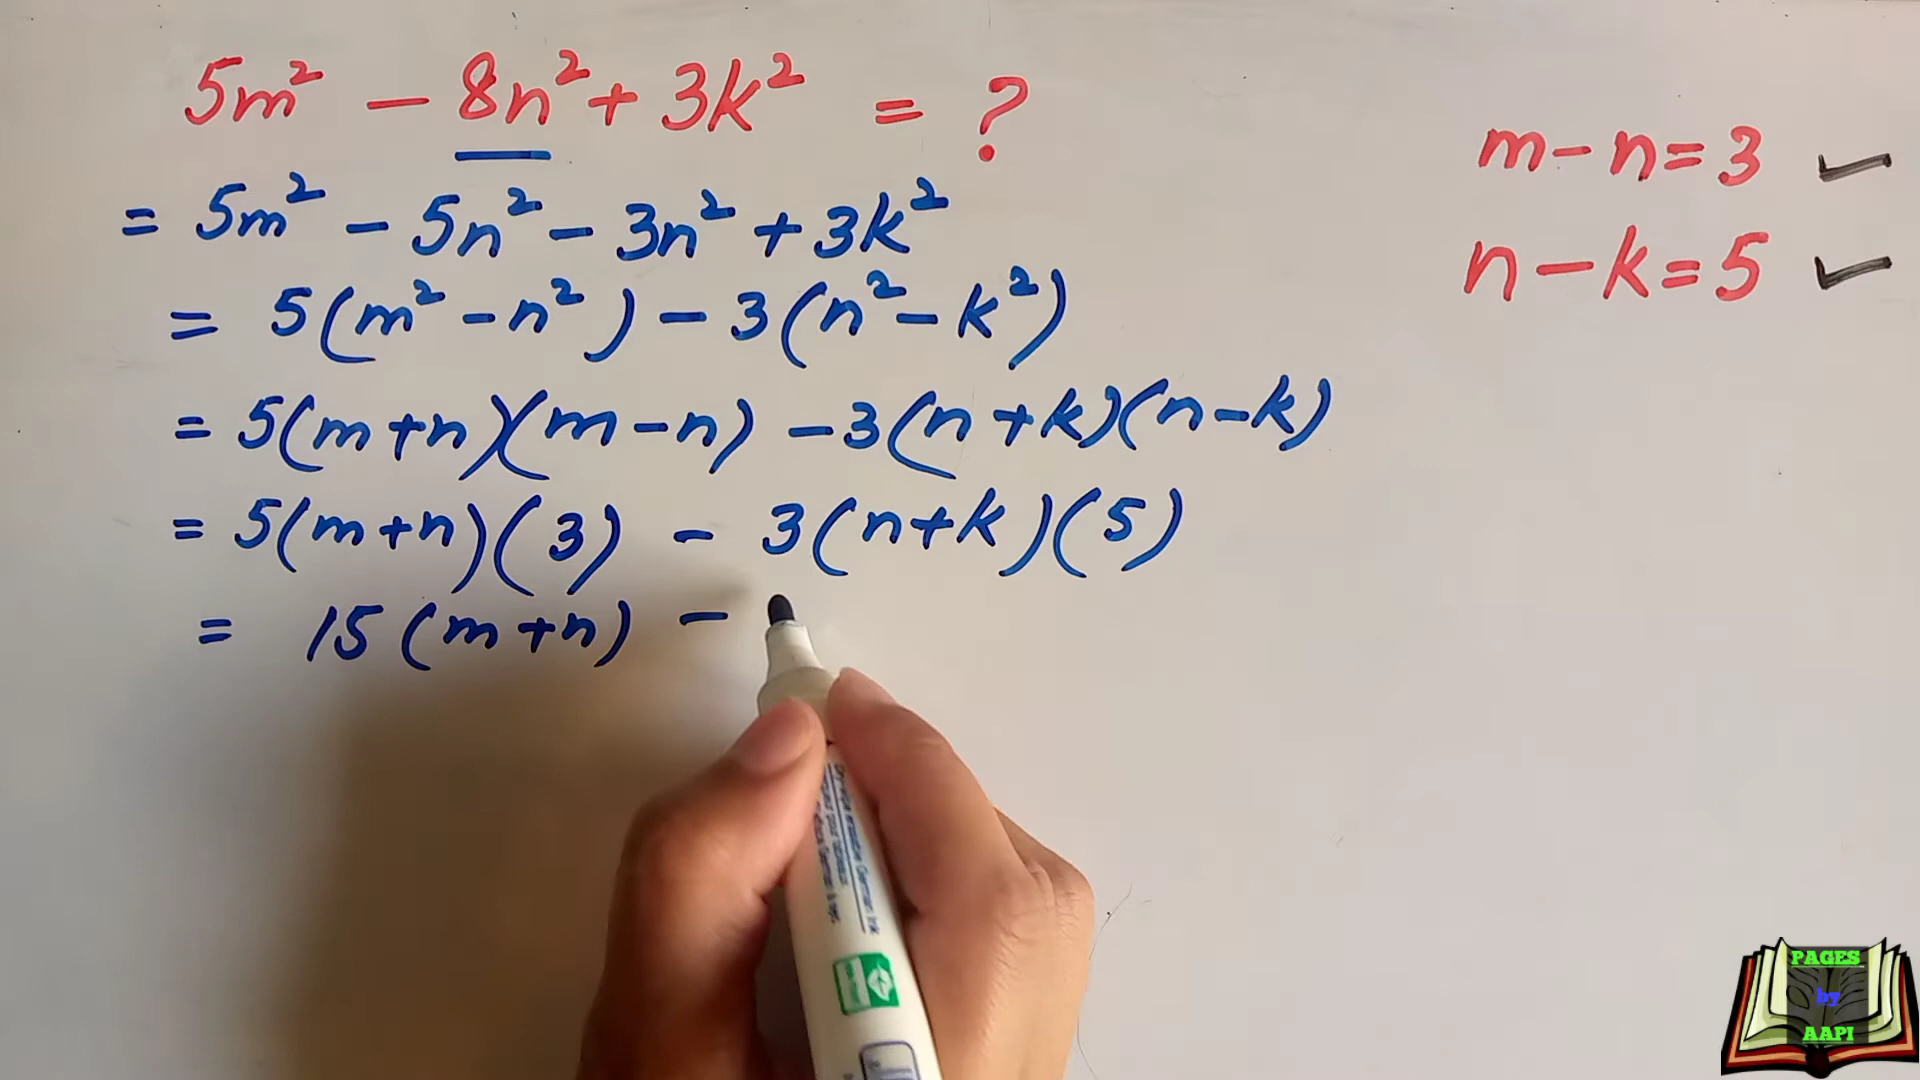 5m² − 8n² + 3k² = ?
m − n = 3 ✓
n − k = 5 ✓
= 5m² − 5n² − 3n² + 3k²
= 5(m² − n²) − 3(n² − k²)
= 5(m+n)(m−n) − 3(n+k)(n−k)
= 5(m+n)(3) − 3(n+k)(5)
= 15(m+n) −
PAGES
by
AAPI